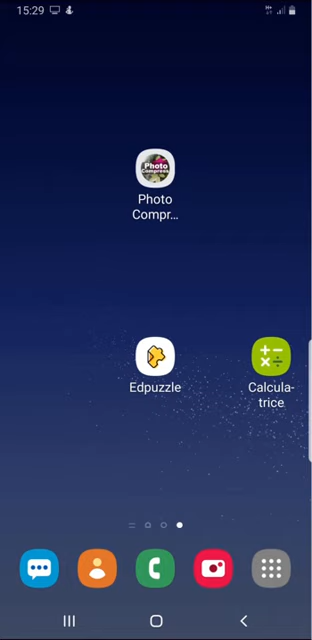 15:29
Photo
Compress
Photo
Compr...
Edpuzzle
Calcula-
trice